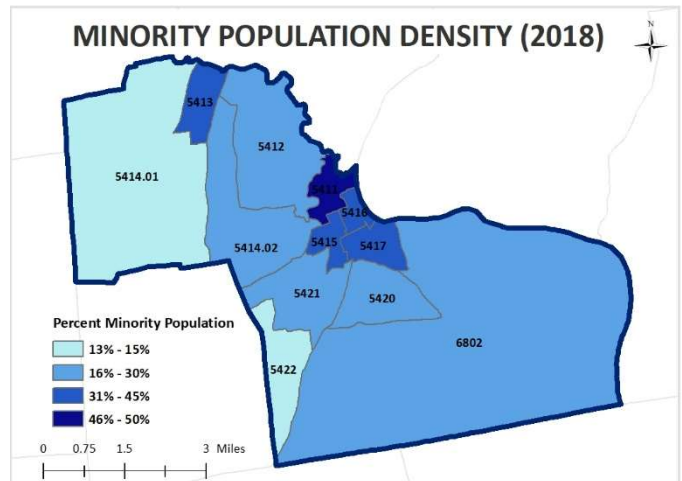 MINORITY POPULATION DENSITY (2018)
N
5413
5412
5414.01
5411
5416
5414.02
5415
5417
5421
5420
6802
5422
Percent Minority Population
13% - 15%
16% - 30%
31% - 45%
46% - 50%
0 0.75 1.5 3 Miles